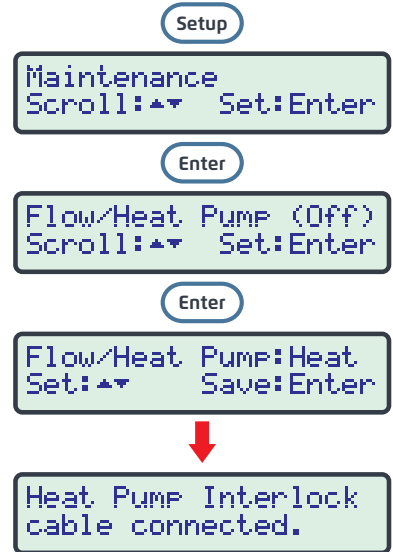 Setup
Maintenance
Scroll:▲▼ Set:Enter
Enter
Flow/Heat Pump (Off)
Scroll:▲▼ Set:Enter
Enter
Flow/Heat Pump:Heat
Set:▲▼ Save:Enter
Heat Pump Interlock
cable connected.